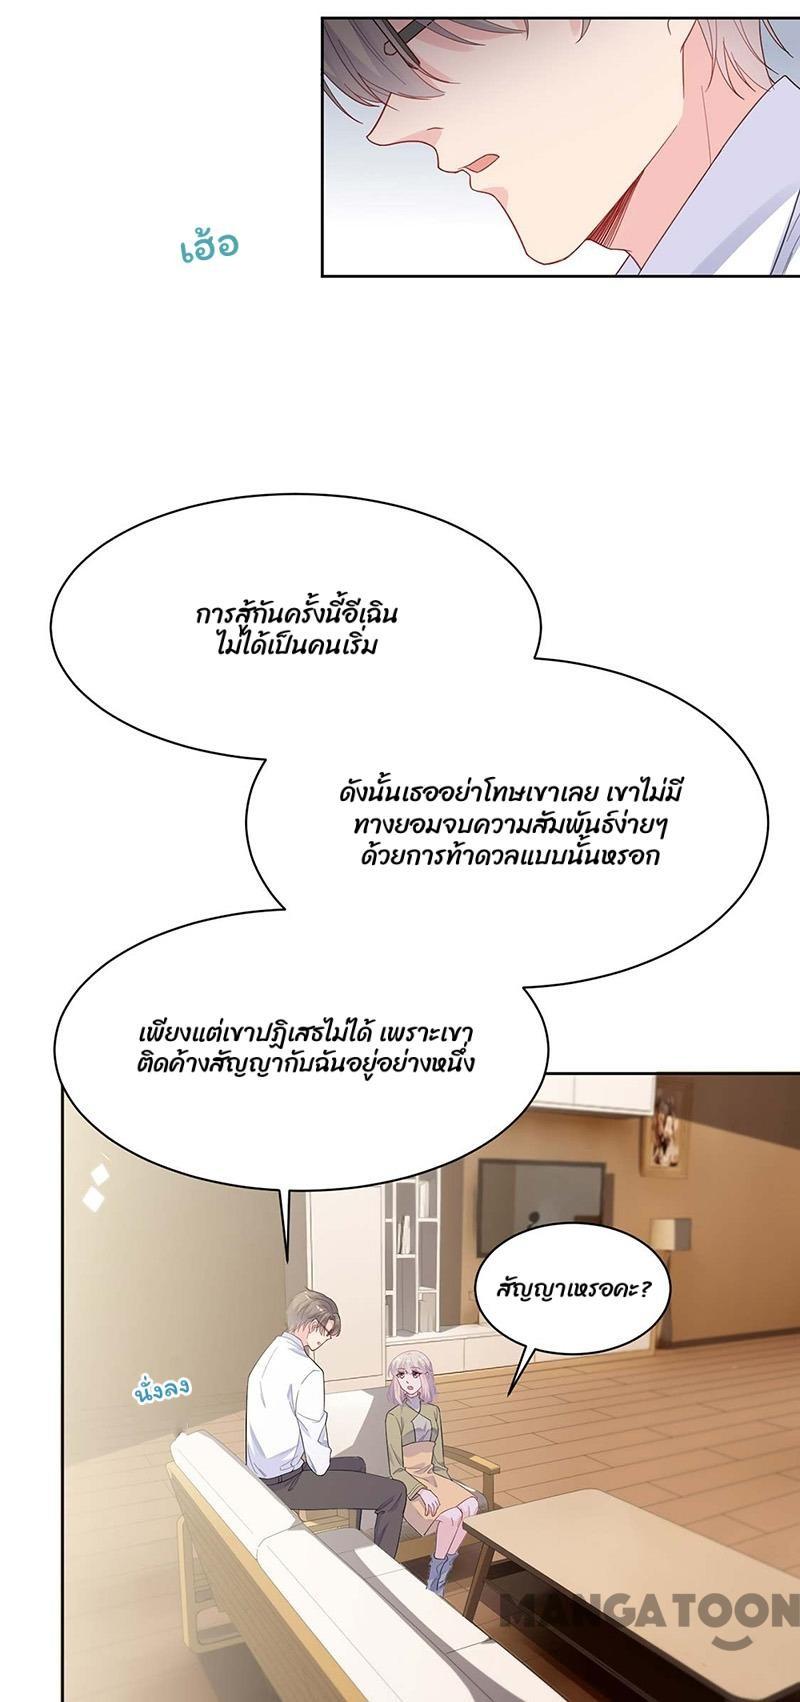 เฮ้อ
การสู้กันครั้งนี้อีเฉิน
ไม่ได้เป็นคนเริ่ม
ดังนั้นเธออย่าโทษเขาเลย เขาไม่มี
ทางยอมจบความสัมพันธ์ง่ายๆ
ด้วยการท้าดวลแบบนั้นหรอก
เพียงแต่เขาปฏิเสธไม่ได้ เพราะเขา
ติดค้างสัญญากับฉันอยู่อย่างหนึ่ง
สัญญาเหรอคะ?
นั่งลง
MANGATOON